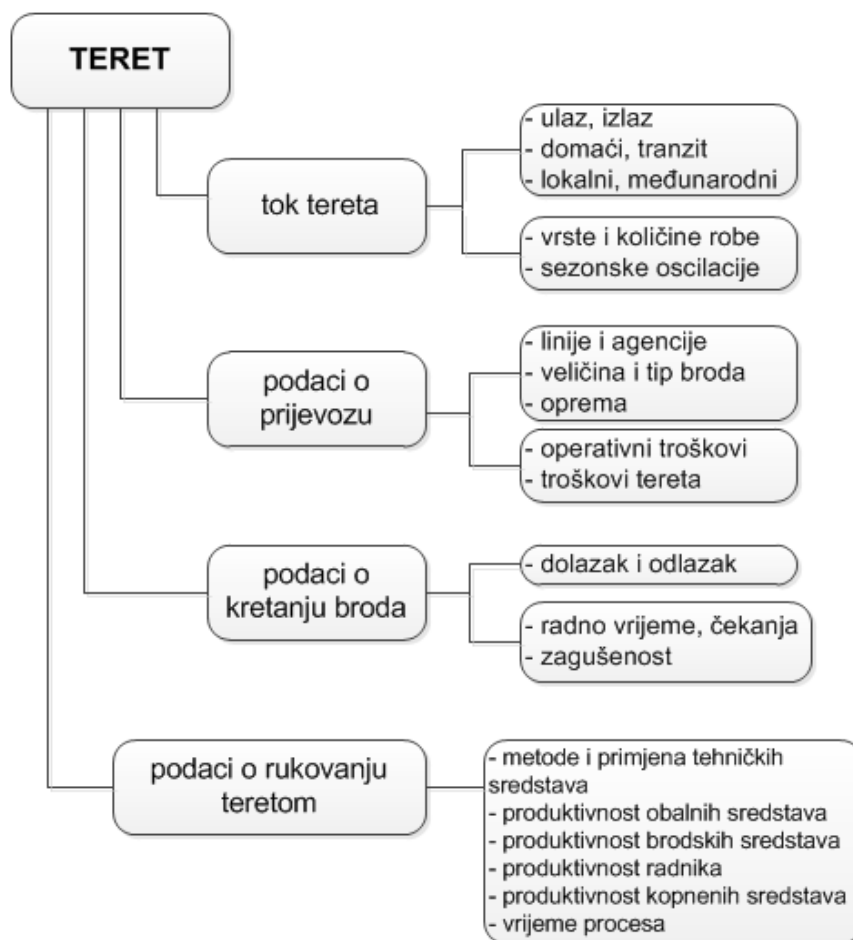 TERET
tok tereta
- ulaz, izlaz
- domaći, tranzit
- lokalni, međunarodni
- vrste i količine robe
- sezonske oscilacije
podaci o
prijevozu
- linije i agencije
- veličina i tip broda
- oprema
- operativni troškovi
- troškovi tereta
podaci o
kretanju broda
- dolazak i odlazak
- radno vrijeme, čekanja
- zagušenost
podaci o rukovanju
teretom
- metode i primjena tehničkih
sredstava
- produktivnost obalnih sredstava
- produktivnost brodskih sredstava
- produktivnost radnika
- produktivnost kopnenih sredstava
- vrijeme procesa